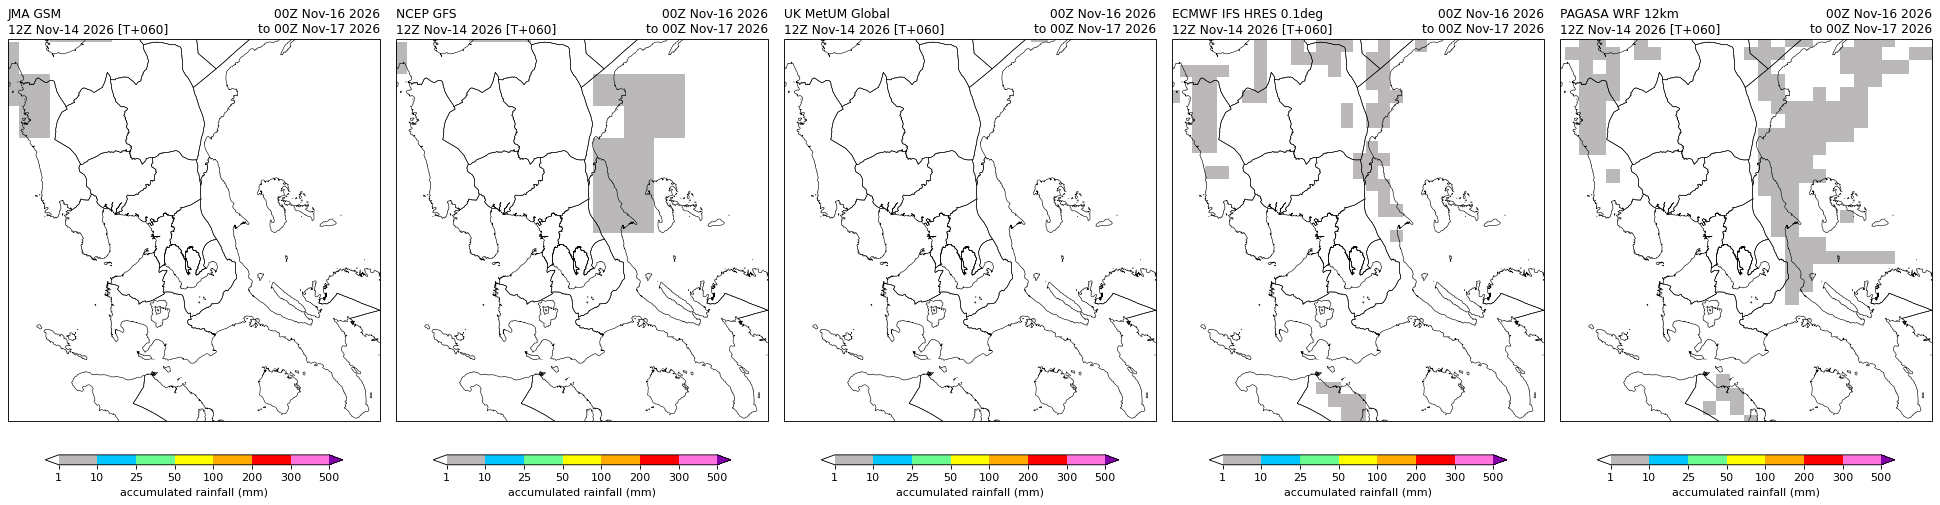 JMA GSM
00Z Nov-16 2026
12Z Nov-14 2026 [T+060]
to 00Z Nov-17 2026
NCEP GFS
00Z Nov-16 2026
12Z Nov-14 2026 [T+060]
to 00Z Nov-17 2026
UK MetUM Global
00Z Nov-16 2026
12Z Nov-14 2026 [T+060]
to 00Z Nov-17 2026
ECMWF IFS HRES 0.1deg
00Z Nov-16 2026
12Z Nov-14 2026 [T+060]
to 00Z Nov-17 2026
PAGASA WRF 12km
00Z Nov-16 2026
12Z Nov-14 2026 [T+060]
to 00Z Nov-17 2026
1 10 25 50 100 200 300 500
accumulated rainfall (mm)
1 10 25 50 100 200 300 500
accumulated rainfall (mm)
1 10 25 50 100 200 300 500
accumulated rainfall (mm)
1 10 25 50 100 200 300 500
accumulated rainfall (mm)
1 10 25 50 100 200 300 500
accumulated rainfall (mm)